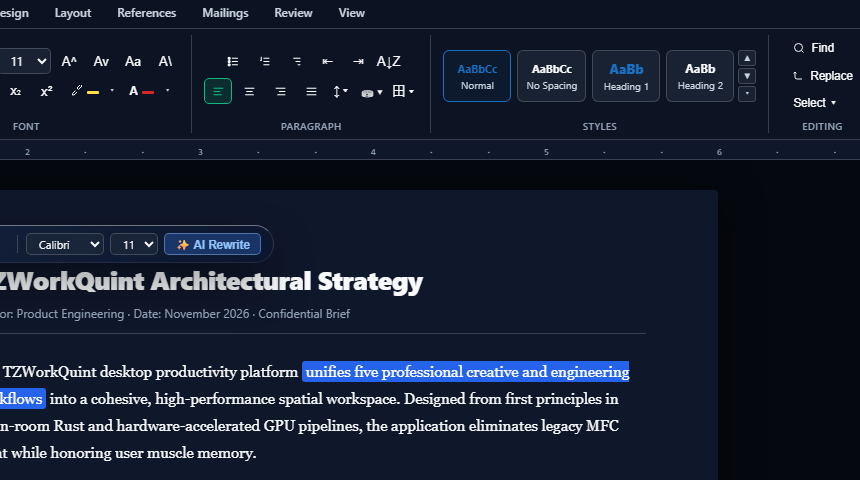 esign Layout References Mailings Review View
11 A^ Av Aa A\ A↓Z
x₂ x² A
AaBbCc AaBbCc AaBb AaBb
Normal No Spacing Heading 1 Heading 2
Find
Replace
Select
FONT PARAGRAPH STYLES EDITING
2 3 4 5 6
Calibri 11 AI Rewrite
ZWorkQuint Architectural Strategy
or: Product Engineering · Date: November 2026 · Confidential Brief
TZWorkQuint desktop productivity platform unifies five professional creative and engineering
kflows into a cohesive, high-performance spatial workspace. Designed from first principles in
n-room Rust and hardware-accelerated GPU pipelines, the application eliminates legacy MFC
t while honoring user muscle memory.